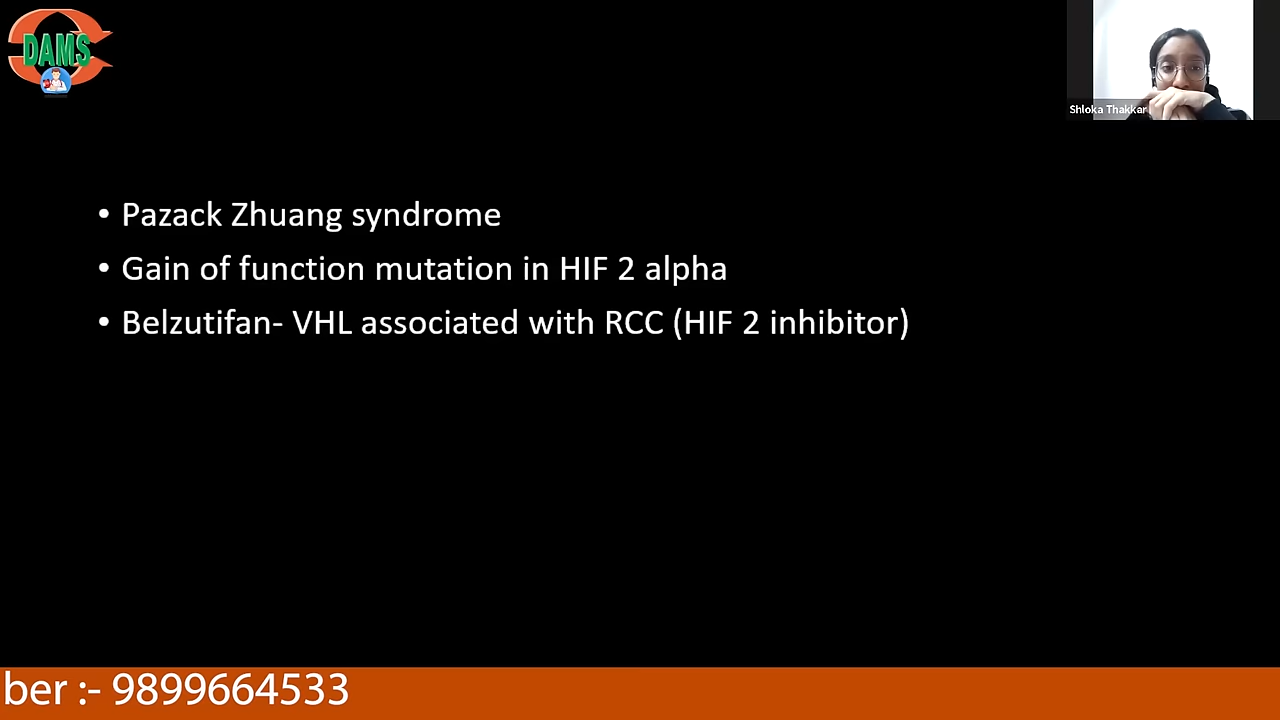 DAMS
Shloka Thakkar
• Pazack Zhuang syndrome
• Gain of function mutation in HIF 2 alpha
• Belzutifan- VHL associated with RCC (HIF 2 inhibitor)
ber :- 9899664533